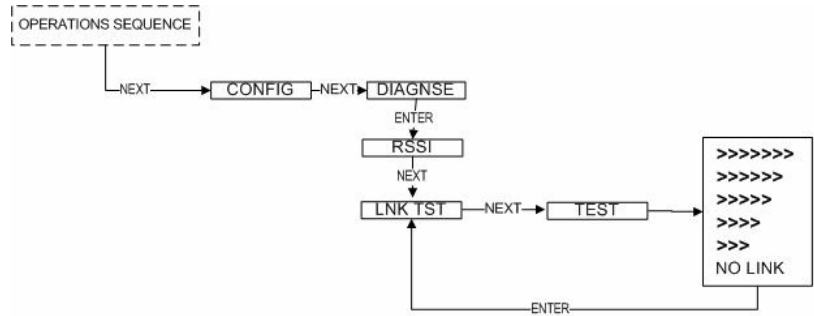 OPERATIONS SEQUENCE
NEXT
CONFIG
NEXT
DIAGNSE
ENTER
RSSI
NEXT
LNK TST
NEXT
TEST
>>>>>>>
>>>>>>
>>>>>
>>>>
>>>
NO LINK
ENTER